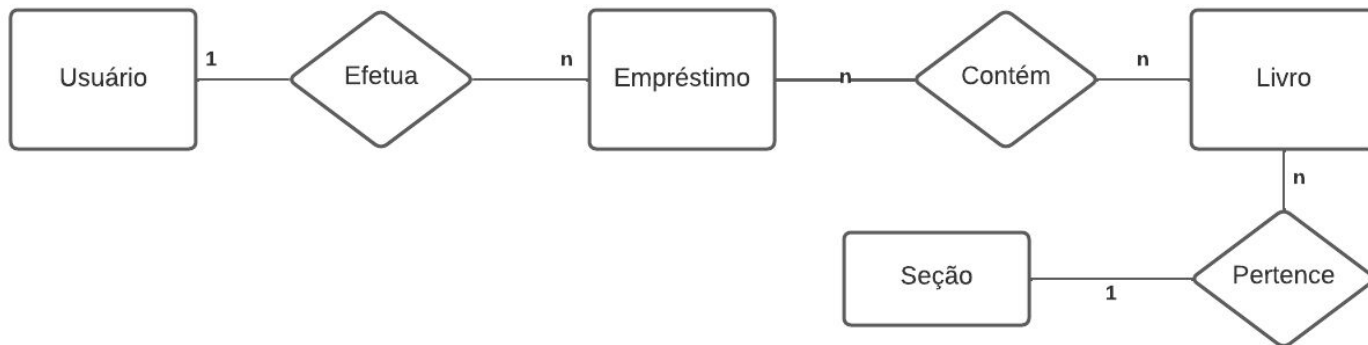 Usuário
1
Efetua
n
Empréstimo
n
Contém
n
Livro
n
Seção
1
Pertence